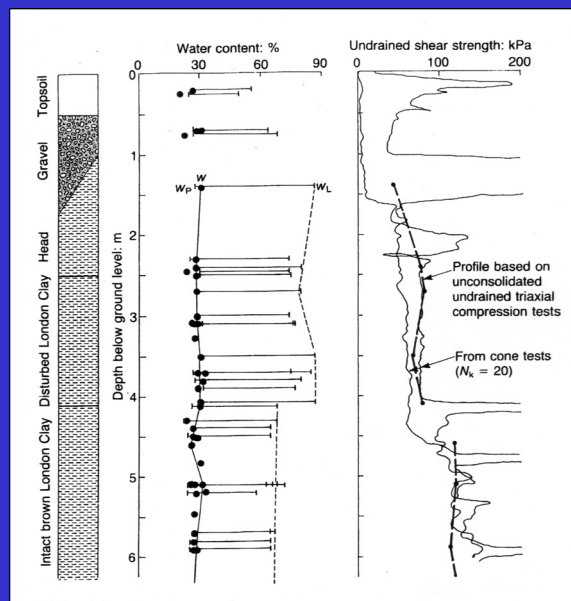 Water content: %
0 30 60 90
Undrained shear strength: kPa
0 100 200
Topsoil
Gravel
Head
Disturbed London Clay
Intact brown London Clay
Depth below ground level: m
0
1
2
3
4
5
6
w
wP
wL
Profile based on
unconsolidated
undrained triaxial
compression tests
From cone tests
(Nk = 20)